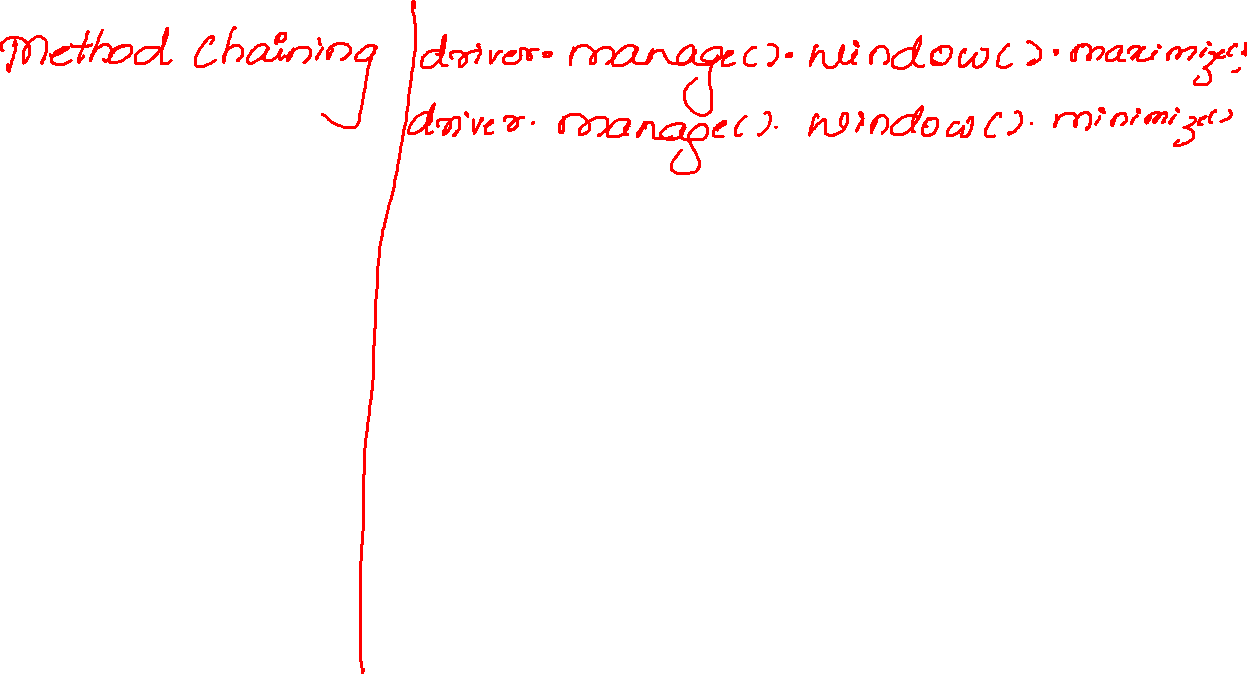 Method Chaining
driver. manage(). window(). maximize();
driver. manage(). window(). minimize()